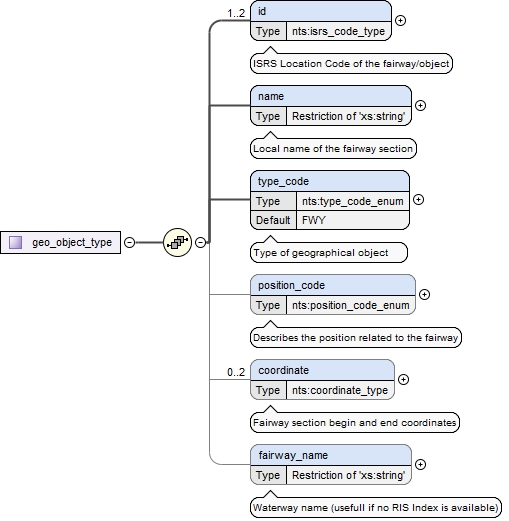 1..2
id
Type nts:isrs_code_type
ISRS Location Code of the fairway/object
name
Type Restriction of 'xs:string'
Local name of the fairway section
type_code
Type nts:type_code_enum
Default FWY
Type of geographical object
geo_object_type
position_code
Type nts:position_code_enum
Describes the position related to the fairway
0..2
coordinate
Type nts:coordinate_type
Fairway section begin and end coordinates
fairway_name
Type Restriction of 'xs:string'
Waterway name (usefull if no RIS Index is available)